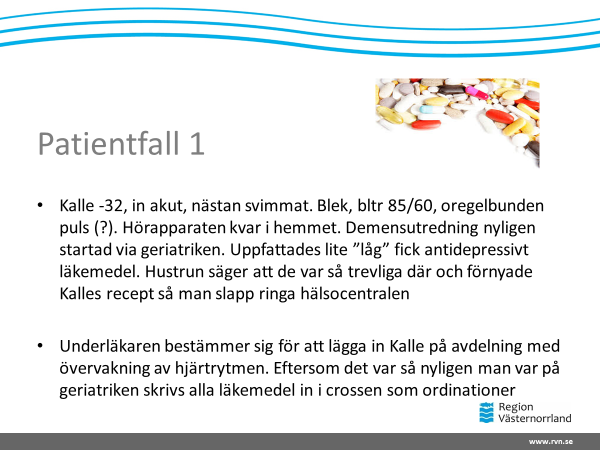 Patientfall 1
• Kalle -32, in akut, nästan svimmat. Blek, bltr 85/60, oregelbunden
puls (?). Hörapparaten kvar i hemmet. Demensutredning nyligen
startad via geriatriken. Uppfattades lite ”låg” fick antidepressivt
läkemedel. Hustrun säger att de var så trevliga där och förnyade
Kalles recept så man slapp ringa hälsocentralen
• Underläkaren bestämmer sig för att lägga in Kalle på avdelning med
övervakning av hjärtrytmen. Eftersom det var så nyligen man var på
geriatriken skrivs alla läkemedel in i crossen som ordinationer
Region
Västernorrland
www.rvn.se